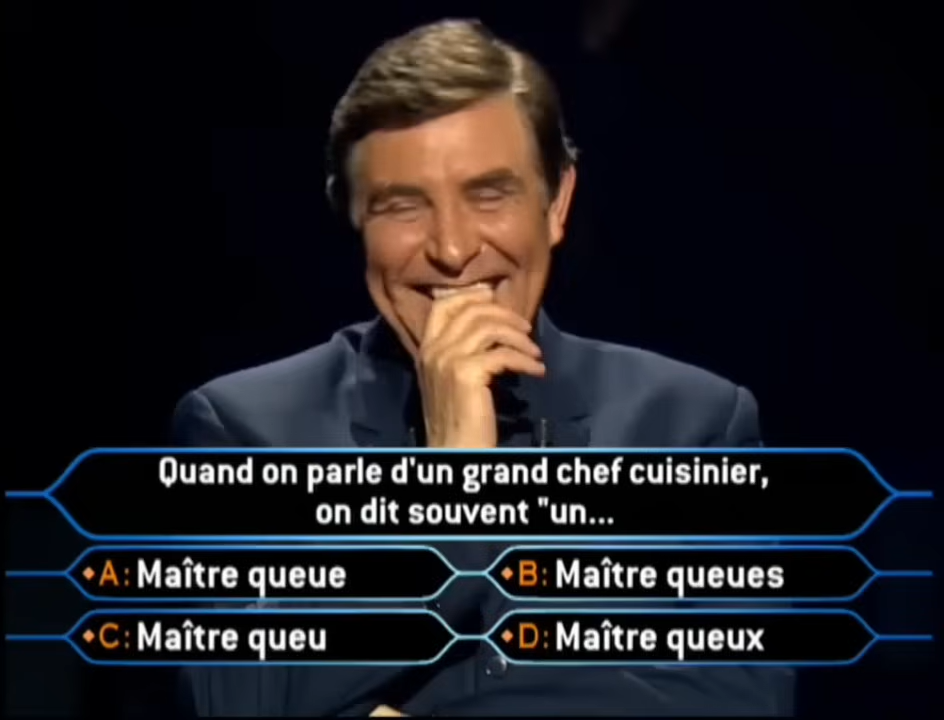 Quand on parle d'un grand chef cuisinier,
on dit souvent "un...
A: Maître queue
B: Maître queues
C: Maître queu
D: Maître queux